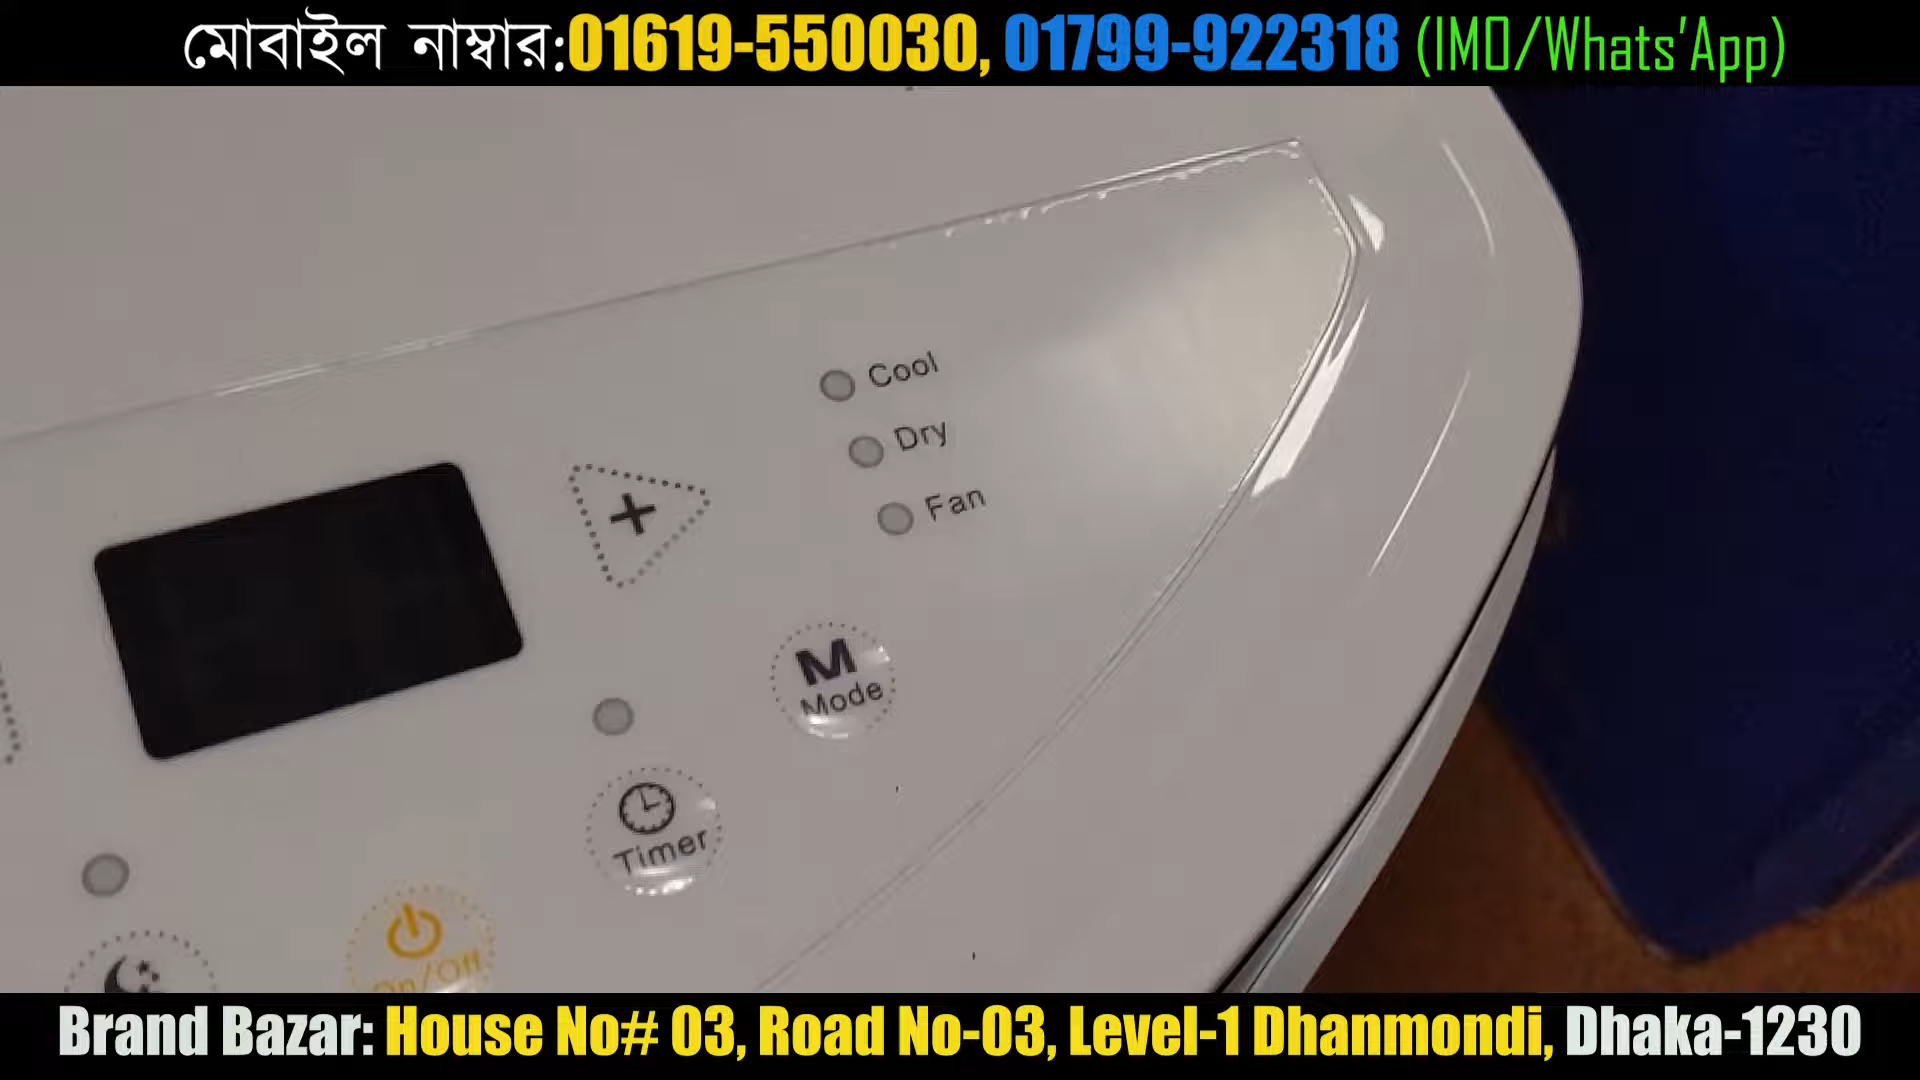 মোবাইল নাম্বার:01619-550030, 01799-922318 (IMO/Whats'App)
Cool
Dry
Fan
+
M
Mode
Timer
On/Off
Brand Bazar: House No# 03, Road No-03, Level-1 Dhanmondi, Dhaka-1230